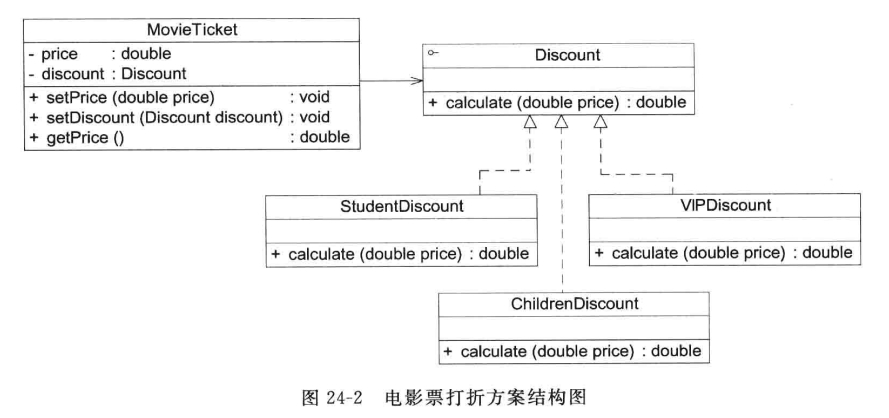 MovieTicket
- price : double
- discount : Discount
+ setPrice (double price) : void
+ setDiscount (Discount discount) : void
+ getPrice () : double
Discount
+ calculate (double price) : double
StudentDiscount
+ calculate (double price) : double
VIPDiscount
+ calculate (double price) : double
ChildrenDiscount
+ calculate (double price) : double
图 24-2 电影票打折方案结构图